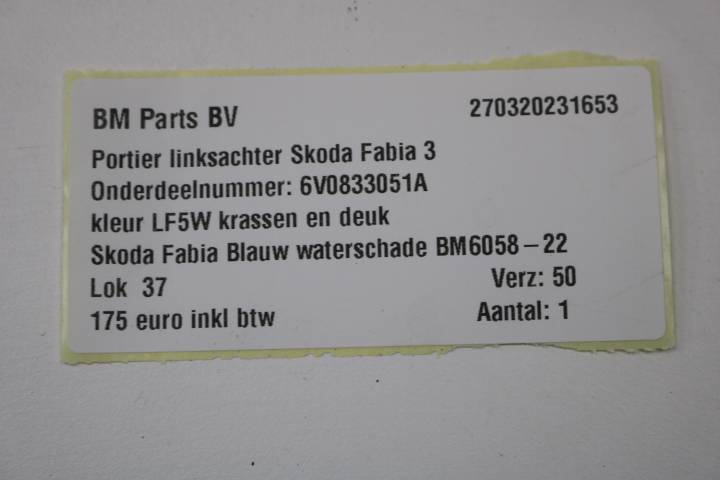 BM Parts BV 270320231653
Portier linksachter Skoda Fabia 3
Onderdeelnummer: 6V0833051A
kleur LF5W krassen en deuk
Skoda Fabia Blauw waterschade BM6058 – 22
Lok 37 Verz: 50
175 euro inkl btw Aantal: 1